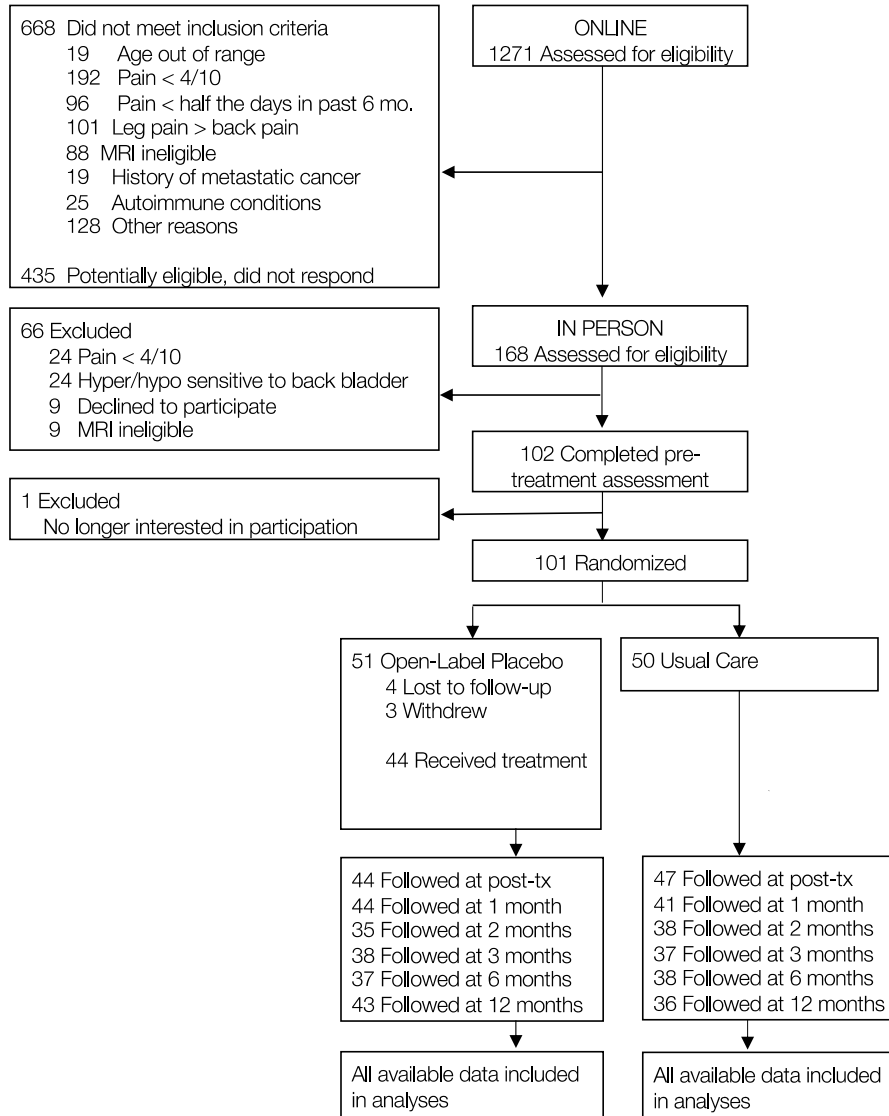 ONLINE
1271 Assessed for eligibility
668 Did not meet inclusion criteria
19 Age out of range
192 Pain < 4/10
96 Pain < half the days in past 6 mo.
101 Leg pain > back pain
88 MRI ineligible
19 History of metastatic cancer
25 Autoimmune conditions
128 Other reasons
435 Potentially eligible, did not respond
IN PERSON
168 Assessed for eligibility
66 Excluded
24 Pain < 4/10
24 Hyper/hypo sensitive to back bladder
9 Declined to participate
9 MRI ineligible
102 Completed pre-
treatment assessment
1 Excluded
No longer interested in participation
101 Randomized
51 Open-Label Placebo
4 Lost to follow-up
3 Withdrew
44 Received treatment
50 Usual Care
44 Followed at post-tx
44 Followed at 1 month
35 Followed at 2 months
38 Followed at 3 months
37 Followed at 6 months
43 Followed at 12 months
47 Followed at post-tx
41 Followed at 1 month
38 Followed at 2 months
37 Followed at 3 months
38 Followed at 6 months
36 Followed at 12 months
All available data included
in analyses
All available data included
in analyses